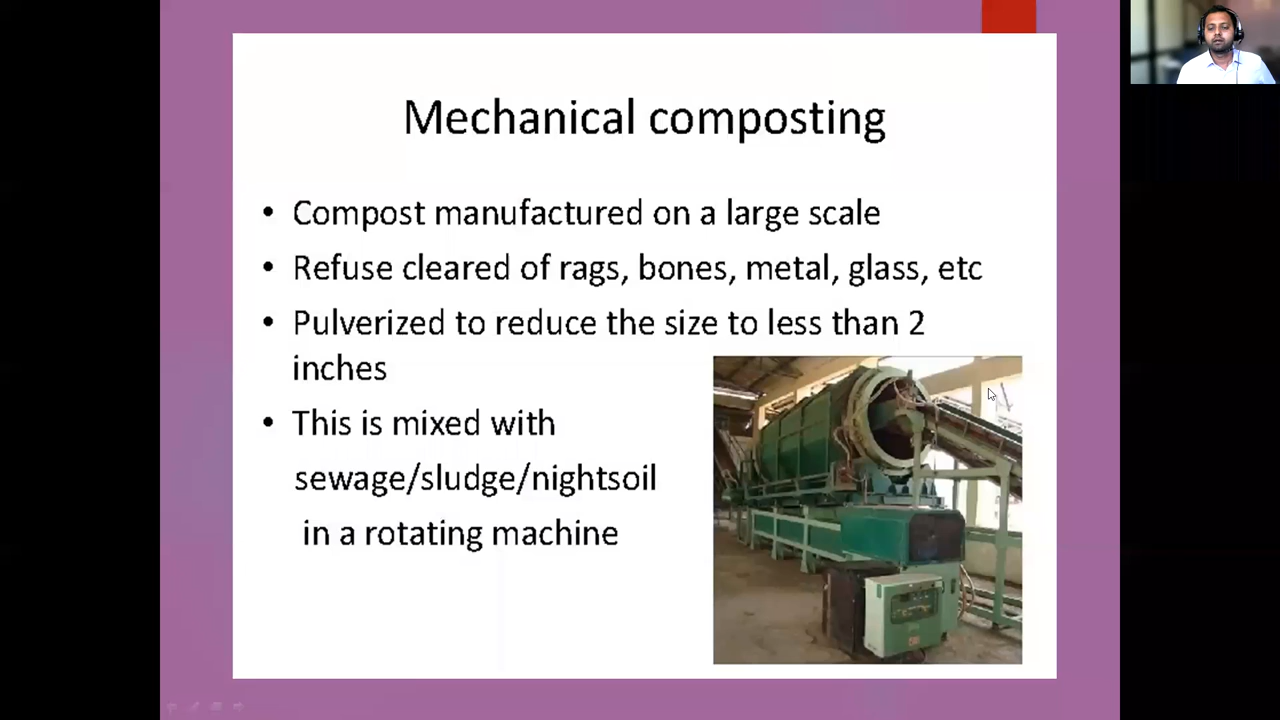 Mechanical composting
• Compost manufactured on a large scale
• Refuse cleared of rags, bones, metal, glass, etc
• Pulverized to reduce the size to less than 2
inches
• This is mixed with
sewage/sludge/nightsoil
in a rotating machine